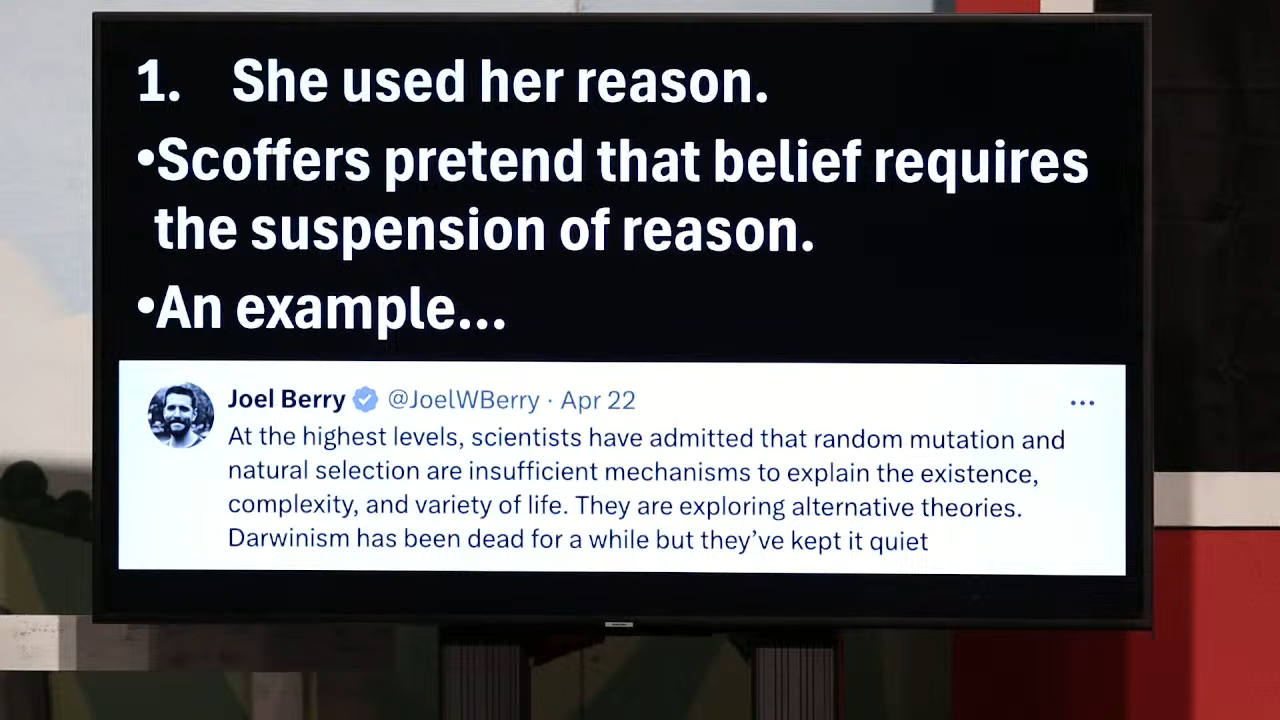 1. She used her reason.
•Scoffers pretend that belief requires
the suspension of reason.
•An example...
Joel Berry @JoelWBerry · Apr 22 ...
At the highest levels, scientists have admitted that random mutation and
natural selection are insufficient mechanisms to explain the existence,
complexity, and variety of life. They are exploring alternative theories.
Darwinism has been dead for a while but they’ve kept it quiet